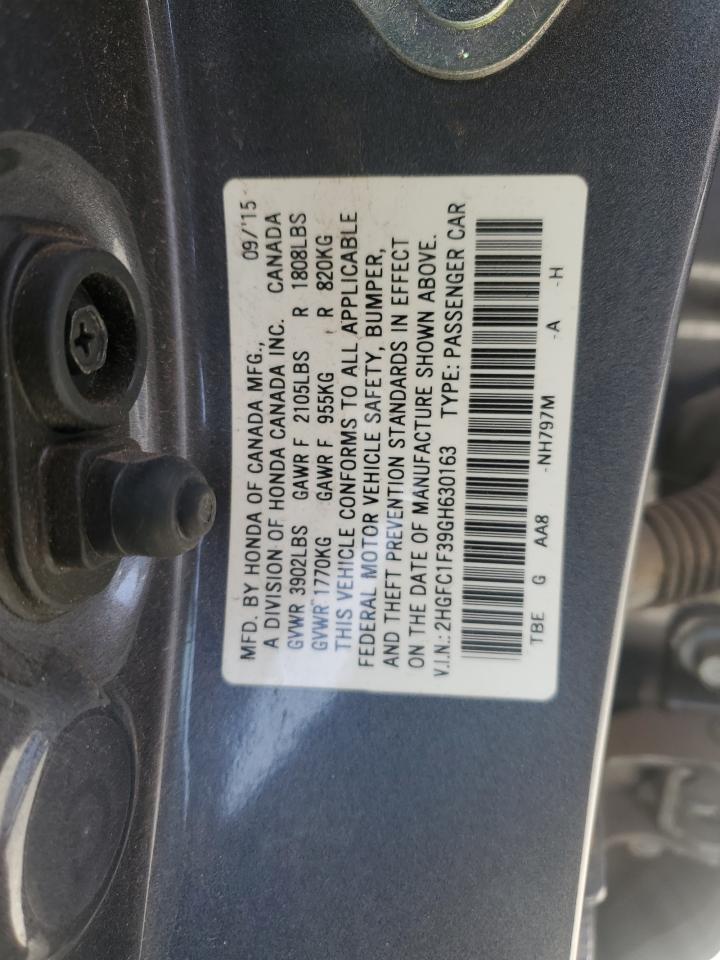 MFD. BY HONDA OF CANADA MFG., 09/'15
A DIVISION OF HONDA CANADA INC. CANADA
GVWR 3902LBS GAWR F 2105LBS R 1808LBS
GVWR 1770KG GAWR F 955KG R 820KG
THIS VEHICLE CONFORMS TO ALL APPLICABLE
FEDERAL MOTOR VEHICLE SAFETY, BUMPER,
AND THEFT PREVENTION STANDARDS IN EFFECT
ON THE DATE OF MANUFACTURE SHOWN ABOVE.
V.I.N.: 2HGFC1F39GH630163 TYPE: PASSENGER CAR
TBE G AA8 -NH797M -A -H